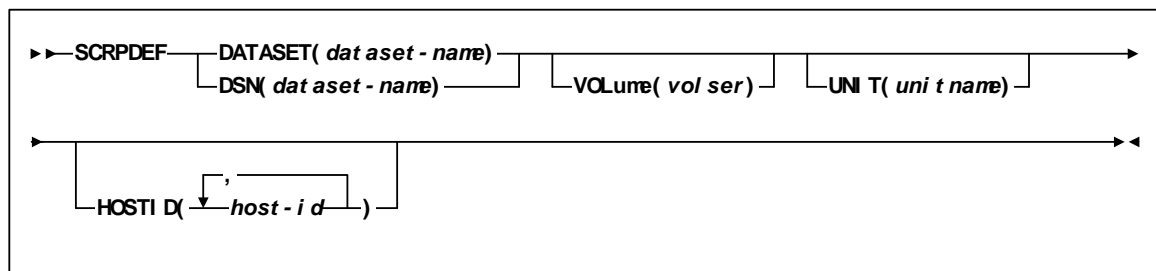 SCRPDEF DATASET(dataset-name)
DSN(dataset-name) VOLume(volser) UNIT(unitname)
HOSTID( , host-id )